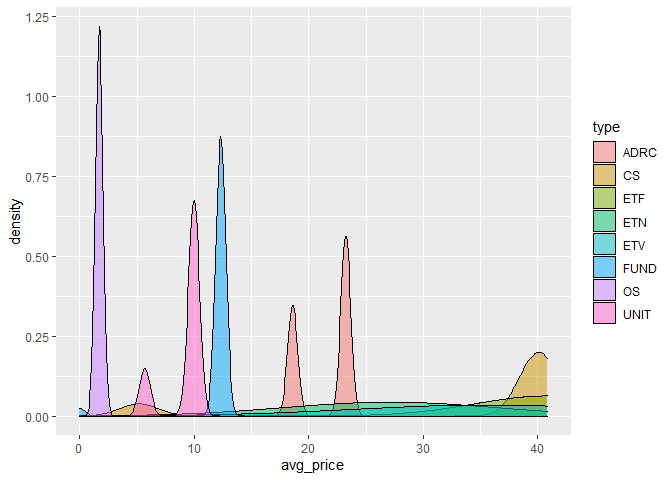 1.25
1.00
0.75
0.50
0.25
0.00
density
0 10 20 30 40
avg_price
type
ADRC
CS
ETF
ETN
ETV
FUND
OS
UNIT